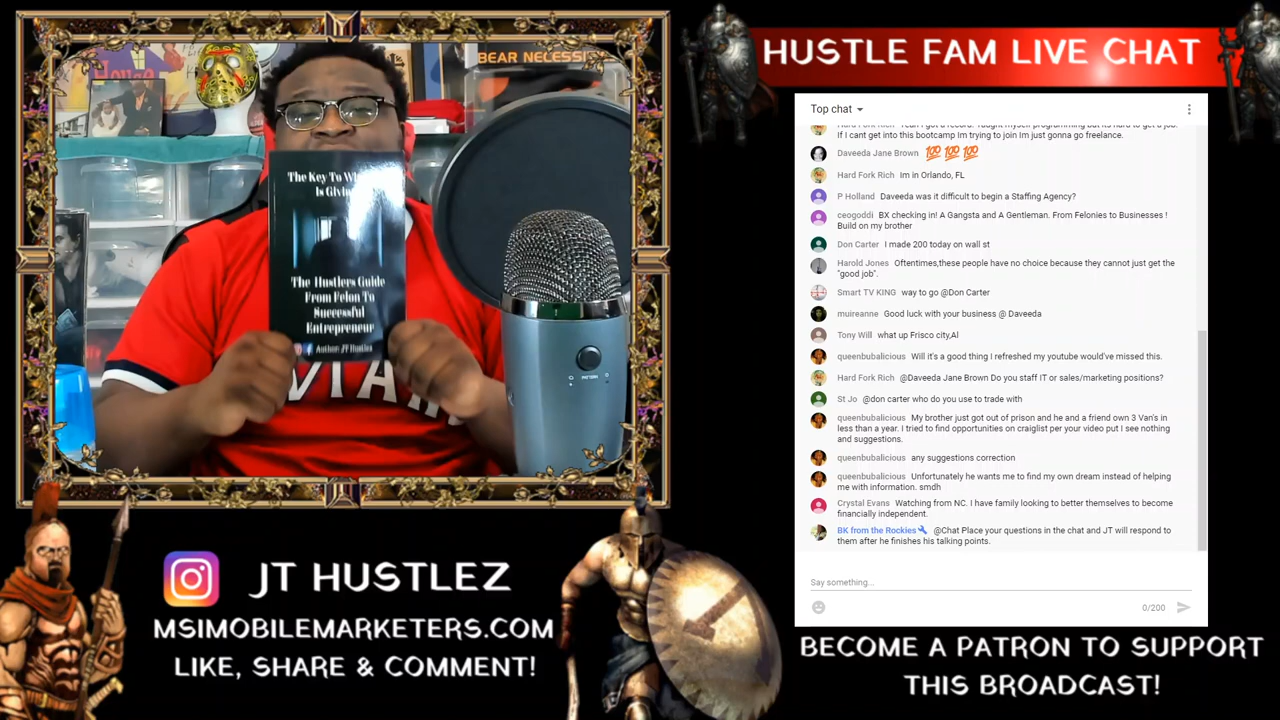 BEAR NECESSI
The Key To Wh
Is Givi
The Hustlers Guide
From Felon To
Successful
Entrepreneur
Author: JT Hustles
JT HUSTLEZ
MSIMOBILEMARKETERS.COM
LIKE, SHARE & COMMENT!
HUSTLE FAM LIVE CHAT
Top chat
If I cant get into this bootcamp Im trying to join Im just gonna go freelance.
Daveeda Jane Brown 💯 💯 💯
Hard Fork Rich Im in Orlando, FL
P Holland Daveeda was it difficult to begin a Staffing Agency?
ceogoddi BX checking in! A Gangsta and A Gentleman. From Felonies to Businesses !
Build on my brother
Don Carter I made 200 today on wall st
Harold Jones Oftentimes,these people have no choice because they cannot just get the
"good job".
Smart TV KING way to go @Don Carter
muireanne Good luck with your business @ Daveeda
Tony Will what up Frisco city,Al
queenbubalicious Will it's a good thing I refreshed my youtube would've missed this.
Hard Fork Rich @Daveeda Jane Brown Do you staff IT or sales/marketing positions?
St Jo @don carter who do you use to trade with
queenbubalicious My brother just got out of prison and he and a friend own 3 Van's in
less than a year. I tried to find opportunities on craiglist per your video put I see nothing
and suggestions.
queenbubalicious any suggestions correction
queenbubalicious Unfortunately he wants me to find my own dream instead of helping
me with information. smdh
Crystal Evans Watching from NC. I have family looking to better themselves to become
financially independent.
BK from the Rockies @Chat Place your questions in the chat and JT will respond to
them after he finishes his talking points.
Say something...
0/200
BECOME A PATRON TO SUPPORT
THIS BROADCAST!